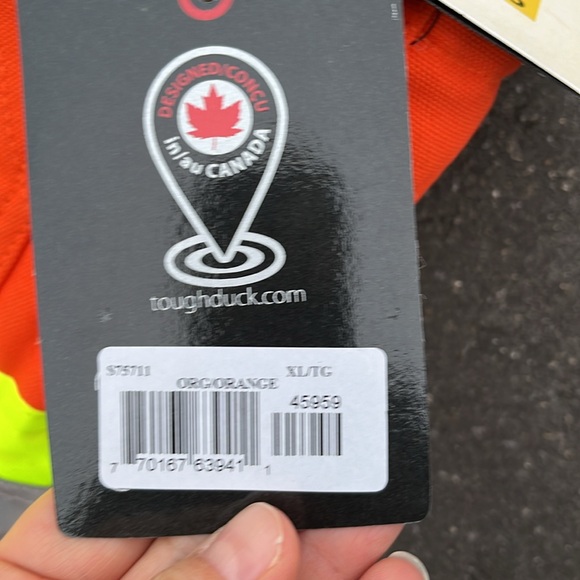 DESIGNED/CONÇU
in/au CANADA
toughduck.com
S75711 XL/TG
ORG/ORANGE
45959
7 70167 63941 1